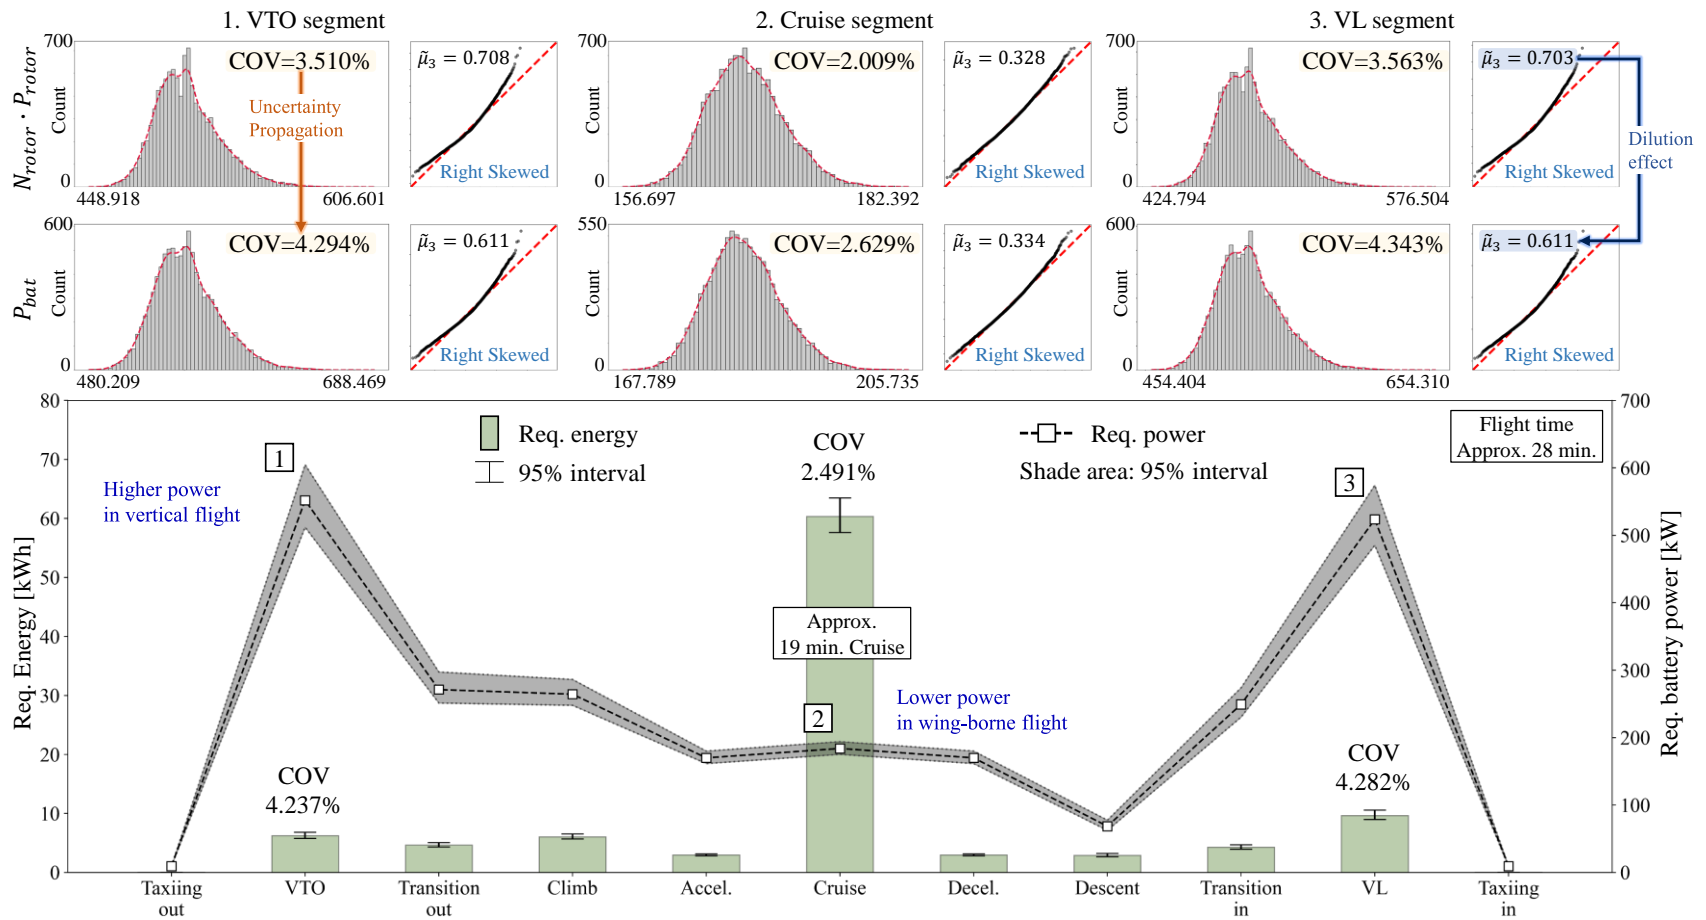 1. VTO segment
2. Cruise segment
3. VL segment
N_rotor · P_rotor
Count
700
0
COV=3.510%
Uncertainty
Propagation
448.918
606.601
μ̃₃ = 0.708
Right Skewed
Count
700
0
COV=2.009%
156.697
182.392
μ̃₃ = 0.328
Right Skewed
Count
700
0
COV=3.563%
424.794
576.504
μ̃₃ = 0.703
Right Skewed
Dilution
effect
P_bat
Count
600
0
COV=4.294%
480.209
688.469
μ̃₃ = 0.611
Right Skewed
Count
550
0
COV=2.629%
167.789
205.735
μ̃₃ = 0.334
Right Skewed
Count
600
0
COV=4.343%
454.404
654.310
μ̃₃ = 0.611
Right Skewed
Req. Energy [kWh]
80
70
60
50
40
30
20
10
0
Req. energy
95% interval
Req. power
Shade area: 95% interval
Flight time
Approx. 28 min.
1
Higher power
in vertical flight
COV
2.491%
3
Approx.
19 min. Cruise
2
Lower power
in wing-borne flight
COV
4.237%
COV
4.282%
700
600
500
400
300
200
100
0
Req. battery power [kW]
Taxiing
out
VTO
Transition
out
Climb
Accel.
Cruise
Decel.
Descent
Transition
in
VL
Taxiing
in